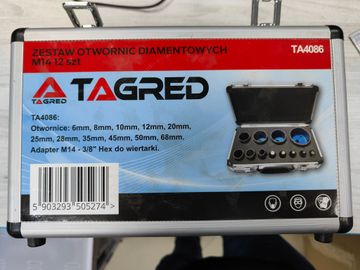 ZESTAW OTWORNIC DIAMENTOWYCH
M14 12 szt
TA4086
TAGRED
TAGRED
TA4086:
Otwornice: 6mm, 8mm, 10mm, 12mm, 20mm,
25mm, 28mm, 35mm, 45mm, 50mm, 68mm.
Adapter M14 - 3/8" Hex do wiertarki.
5 903293 505274 >